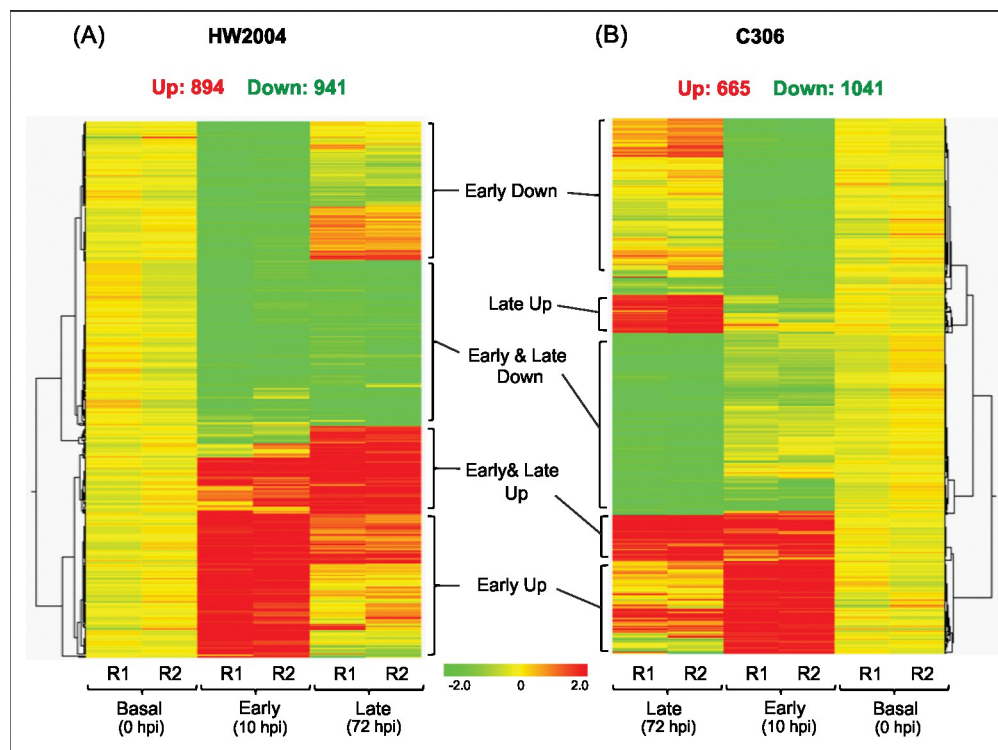 (A)
HW2004
Up: 894 Down: 941
(B)
C306
Up: 665 Down: 1041
Early Down
Late Up
Early & Late
Down
Early& Late
Up
Early Up
R1 R2 R1 R2 R1 R2
Basal
(0 hpi)
Early
(10 hpi)
Late
(72 hpi)
-2.0 0 2.0
R1 R2 R1 R2 R1 R2
Late
(72 hpi)
Early
(10 hpi)
Basal
(0 hpi)